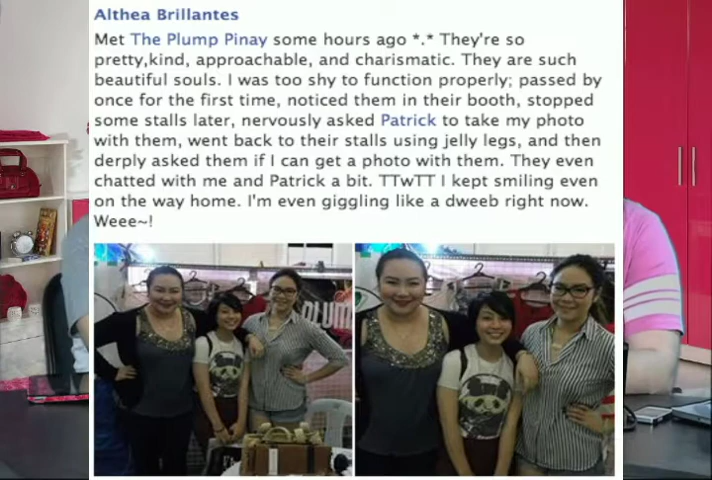 Althea Brillantes
Met The Plump Pinay some hours ago *.* They're so
pretty,kind, approachable, and charismatic. They are such
beautiful souls. I was too shy to function properly; passed by
once for the first time, noticed them in their booth, stopped
some stalls later, nervously asked Patrick to take my photo
with them, went back to their stalls using jelly legs, and then
derply asked them if I can get a photo with them. They even
chatted with me and Patrick a bit. TTwTT I kept smiling even
on the way home. I'm even giggling like a dweeb right now.
Weee~!
PLUM